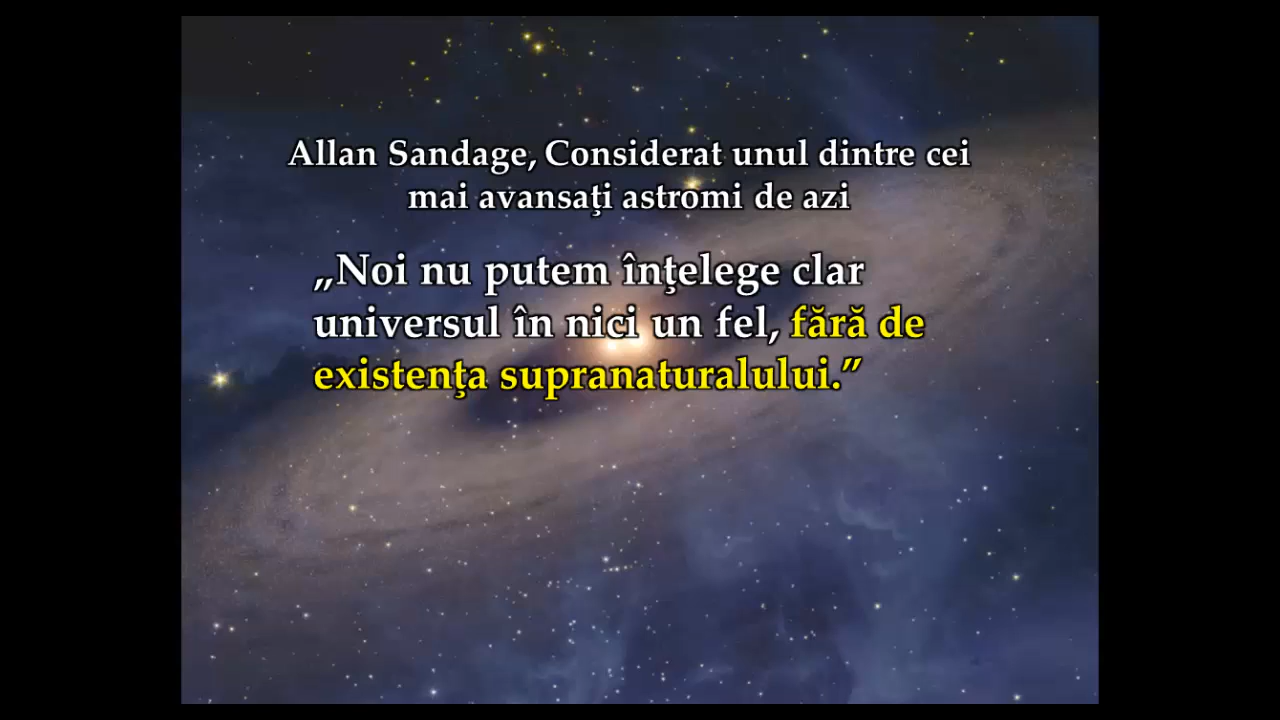 Allan Sandage, Considerat unul dintre cei
mai avansaţi astromi de azi
„Noi nu putem înţelege clar
universul în nici un fel, fără de
existenţa supranaturalului.”